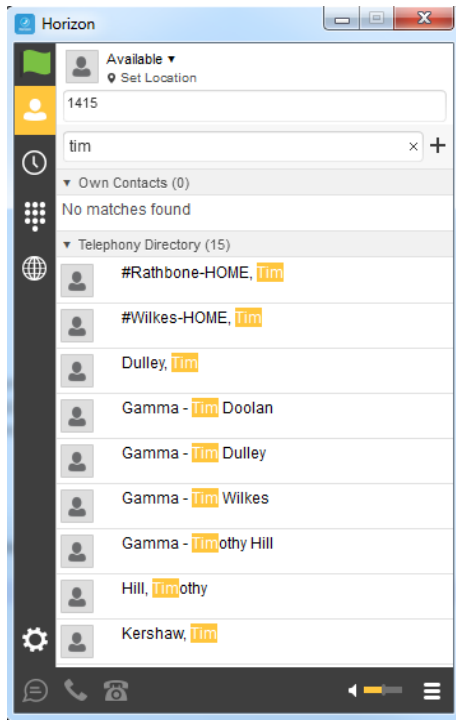 Horizon
Available ▾
Set Location
1415
tim
▾ Own Contacts (0)
No matches found
▾ Telephony Directory (15)
#Rathbone-HOME, Tim
#Wilkes-HOME, Tim
Dulley, Tim
Gamma - Tim Doolan
Gamma - Tim Dulley
Gamma - Tim Wilkes
Gamma - Timothy Hill
Hill, Timothy
Kershaw, Tim